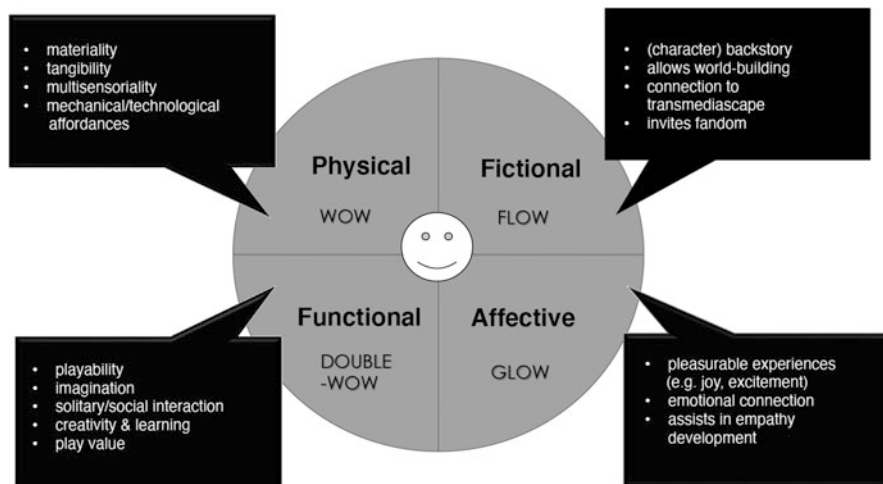 • materiality
• tangibility
• multisensoriality
• mechanical/technological
affordances
• (character) backstory
• allows world-building
• connection to
transmediascape
• invites fandom
Physical
WOW
Fictional
FLOW
Functional
DOUBLE
-WOW
Affective
GLOW
• playability
• imagination
• solitary/social interaction
• creativity & learning
• play value
• pleasurable experiences
(e.g. joy, excitement)
• emotional connection
• assists in empathy
development